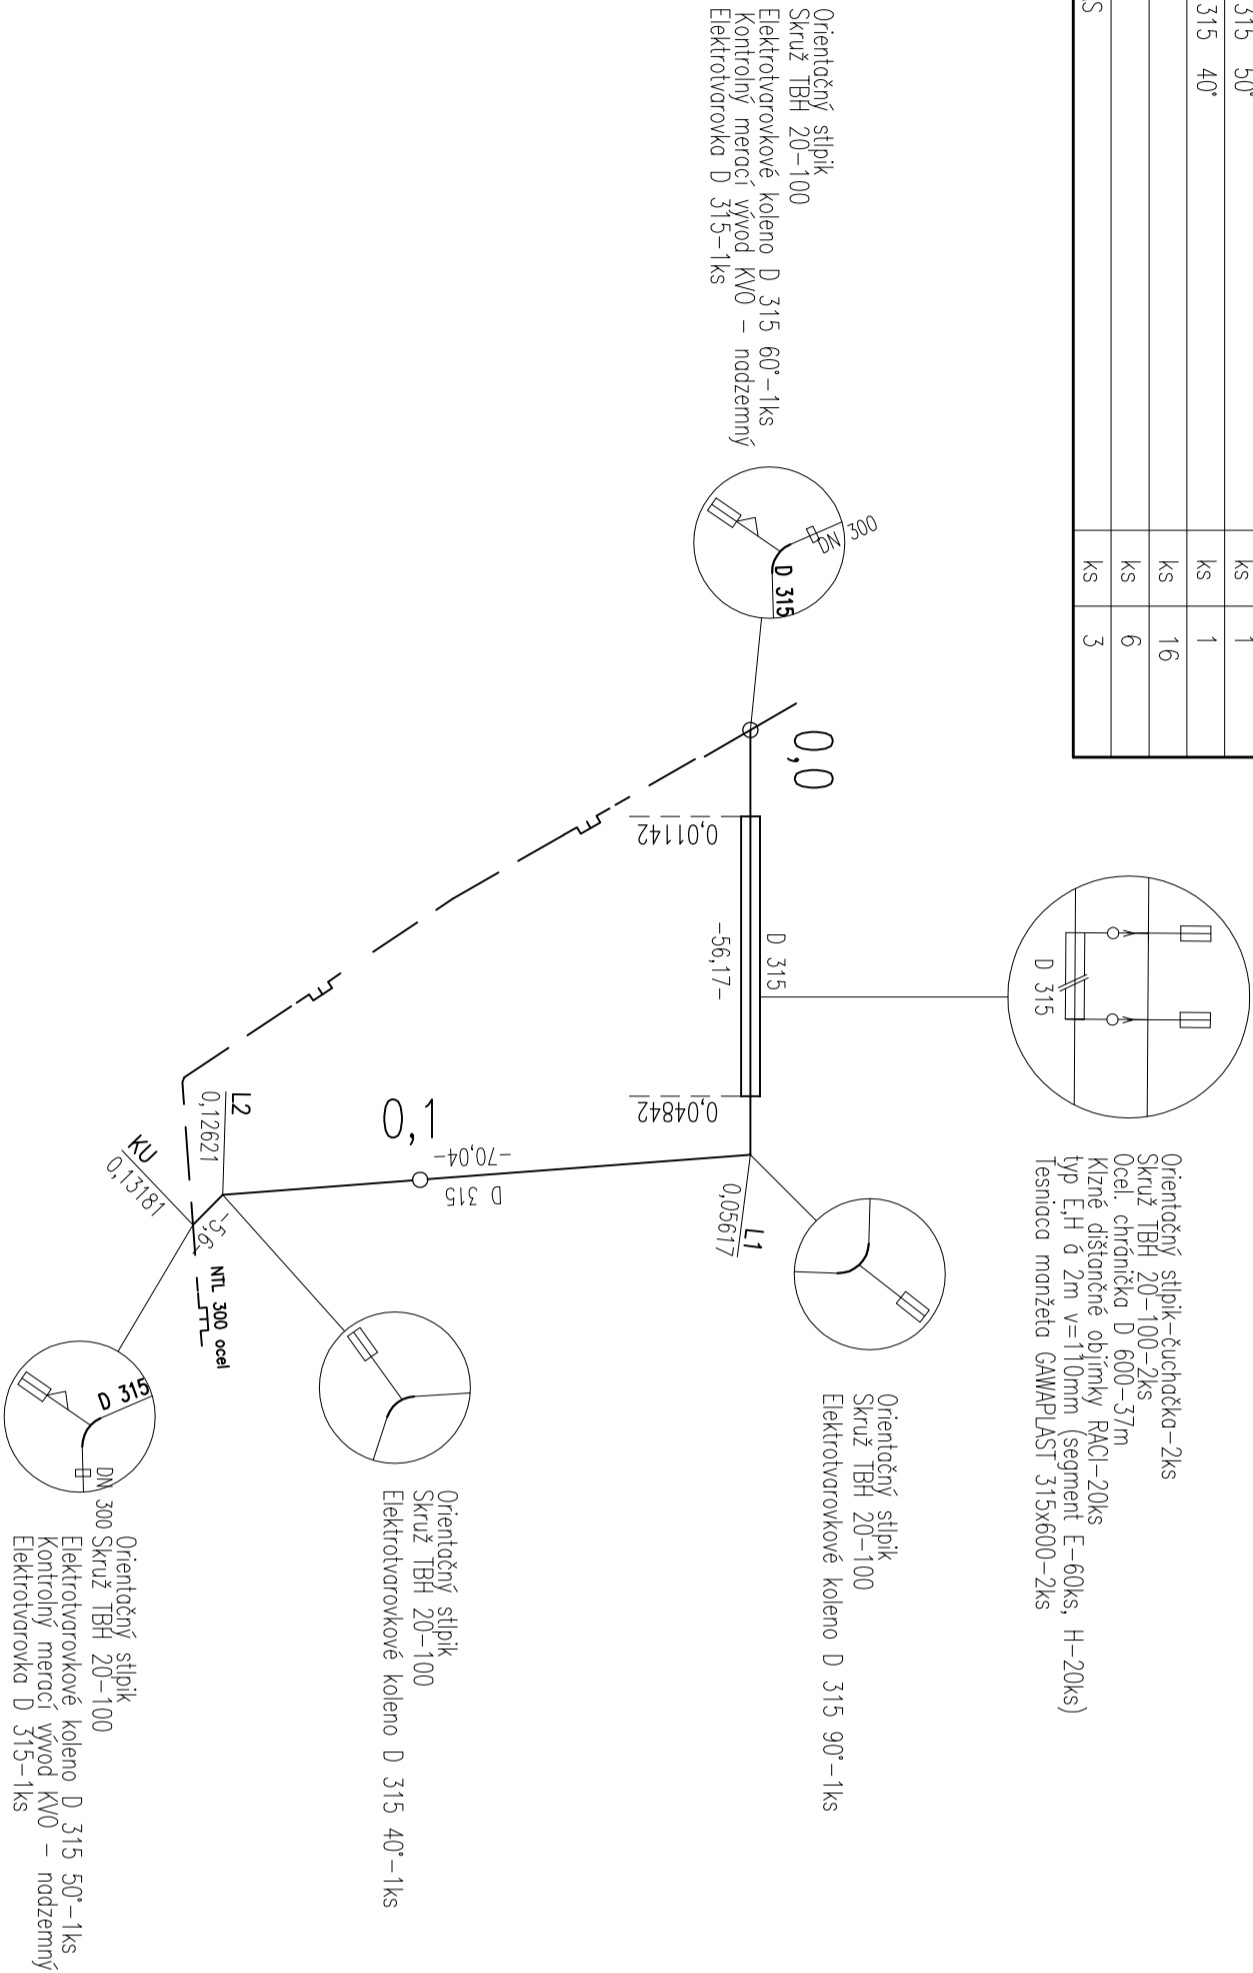 315 50° ks 1
315 40° ks 1
ks 16
ks 6
S ks 3
Orientačný stĺpik
Skruž TBH 20-100
Elektrotvarovkové koleno D 315 60°-1ks
Kontrolný merací vývod KVO - nadzemný
Elektrotvarovka D 315-1ks
DN 300
D 315
0,0
0,01142
D 315
-56,17-
0,04842
D 315
Orientačný stĺpik-čuchačka-2ks
Skruž TBH 20-100-2ks
Ocel. chránička D 600-37m
Klzné dištančné objímky RACI-20ks
typ E,H á 2m v=110mm (segment E-60ks, H-20ks)
Tesniaca manžeta GAWAPLAST 315x600-2ks
L1
0,05617
Orientačný stĺpik
Skruž TBH 20-100
Elektrotvarovkové koleno D 315 90°-1ks
0,1
-70,04-
D 315
L2
0,12621
KU
0,13181
-5,6-
NTL 300 ocel
Orientačný stĺpik
Skruž TBH 20-100
Elektrotvarovkové koleno D 315 40°-1ks
D 315
DN 300
Orientačný stĺpik
Skruž TBH 20-100
Elektrotvarovkové koleno D 315 50°-1ks
Kontrolný merací vývod KVO - nadzemný
Elektrotvarovka D 315-1ks